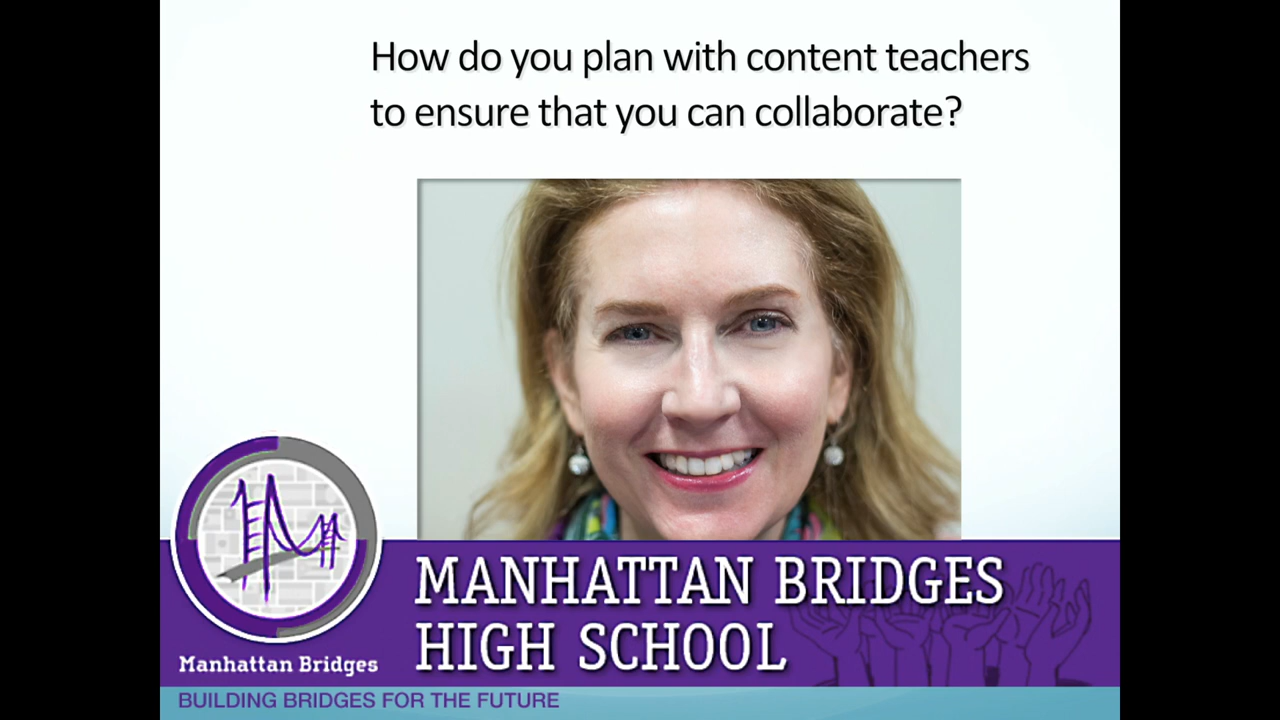 How do you plan with content teachers
to ensure that you can collaborate?
MANHATTAN BRIDGES
HIGH SCHOOL
Manhattan Bridges
BUILDING BRIDGES FOR THE FUTURE